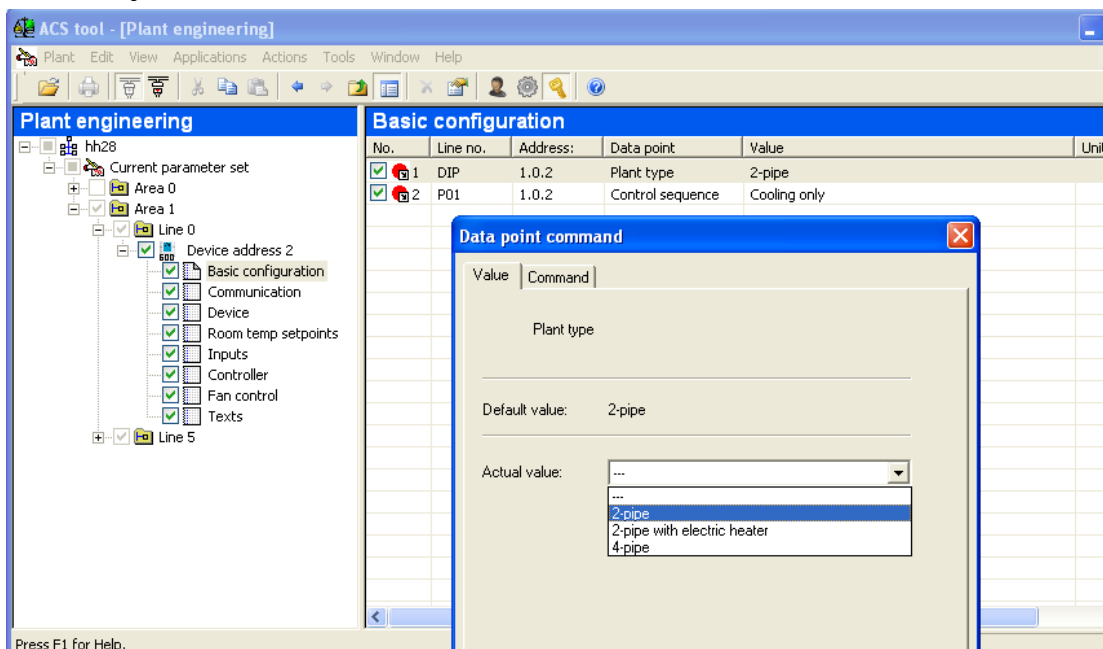 ACS tool - [Plant engineering]
Plant Edit View Applications Actions Tools Window Help
Plant engineering
hh28
Current parameter set
Area 0
Area 1
Line 0
Device address 2
Basic configuration
Communication
Device
Room temp setpoints
Inputs
Controller
Fan control
Texts
Line 5
Basic configuration
No. Line no. Address: Data point Value
1 DIP 1.0.2 Plant type 2-pipe
2 P01 1.0.2 Control sequence Cooling only
Data point command
Value Command
Plant type
Default value: 2-pipe
Actual value: ---
---
2-pipe
2-pipe with electric heater
4-pipe
Press F1 for Help.